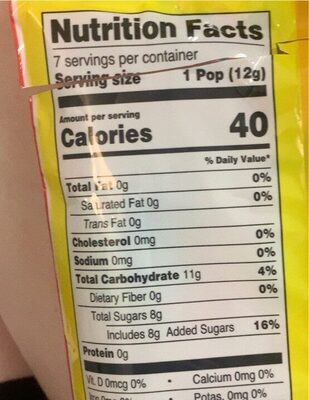 Nutrition Facts
7 servings per container
Serving size 1 Pop (12g)
Amount per serving
Calories 40
% Daily Value*
Total Fat 0g 0%
Saturated Fat 0g 0%
Trans Fat 0g
Cholesterol 0mg 0%
Sodium 0mg 0%
Total Carbohydrate 11g 4%
Dietary Fiber 0g 0%
Total Sugars 8g
Includes 8g Added Sugars 16%
Protein 0g
Vit. D 0mcg 0% • Calcium 0mg 0%
Iron 0mg 0% • Potas. 0mg 0%